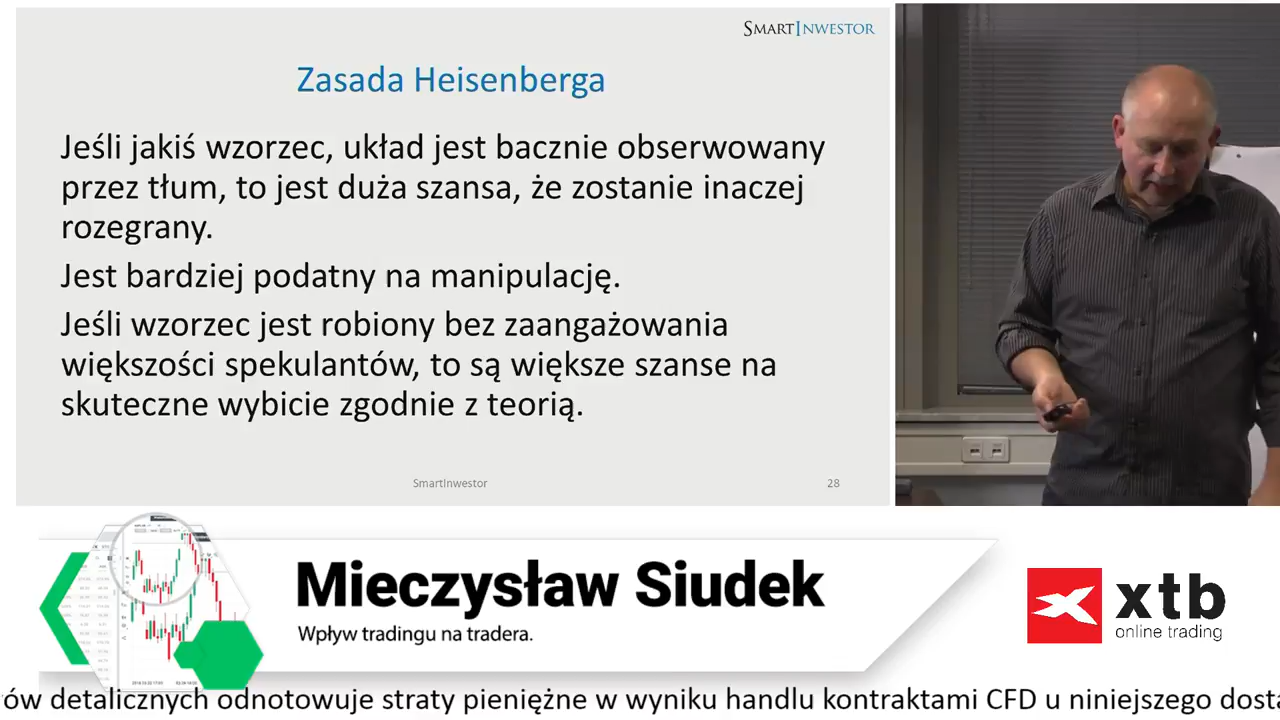 SMARTINWESTOR
Zasada Heisenberga
Jeśli jakiś wzorzec, układ jest bacznie obserwowany
przez tłum, to jest duża szansa, że zostanie inaczej
rozegrany.
Jest bardziej podatny na manipulację.
Jeśli wzorzec jest robiony bez zaangażowania
większości spekulantów, to są większe szanse na
skuteczne wybicie zgodnie z teorią.
SmartInwestor
28
Mieczysław Siudek
Wpływ tradingu na tradera.
xtb
online trading
ów detalicznych odnotowuje straty pieniężne w wyniku handlu kontraktami CFD u niniejszego dosta